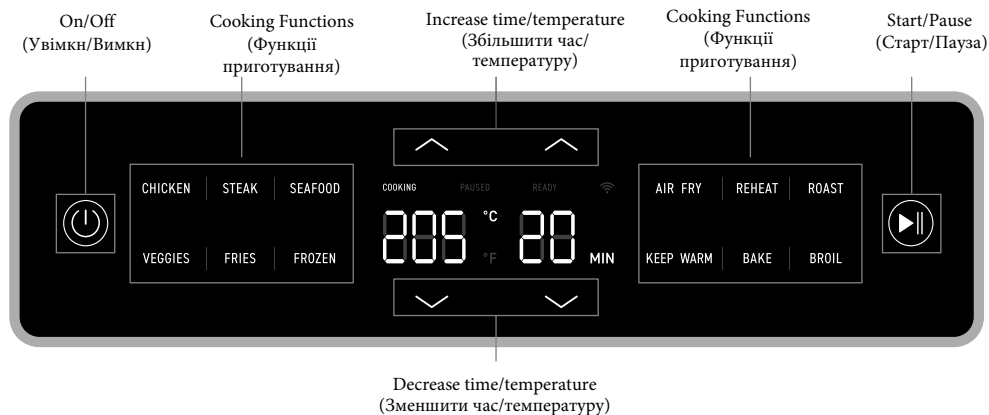 On/Off
(Увімкн/Вимкн)
Cooking Functions
(Функції
приготування)
Increase time/temperature
(Збільшити час/
температуру)
Cooking Functions
(Функції
приготування)
Start/Pause
(Старт/Пауза)
CHICKEN STEAK SEAFOOD
COOKING PAUSED READY
AIR FRY REHEAT ROAST
205 °C 20
°F MIN
VEGGIES FRIES FROZEN
KEEP WARM BAKE BROIL
Decrease time/temperature
(Зменшити час/температуру)